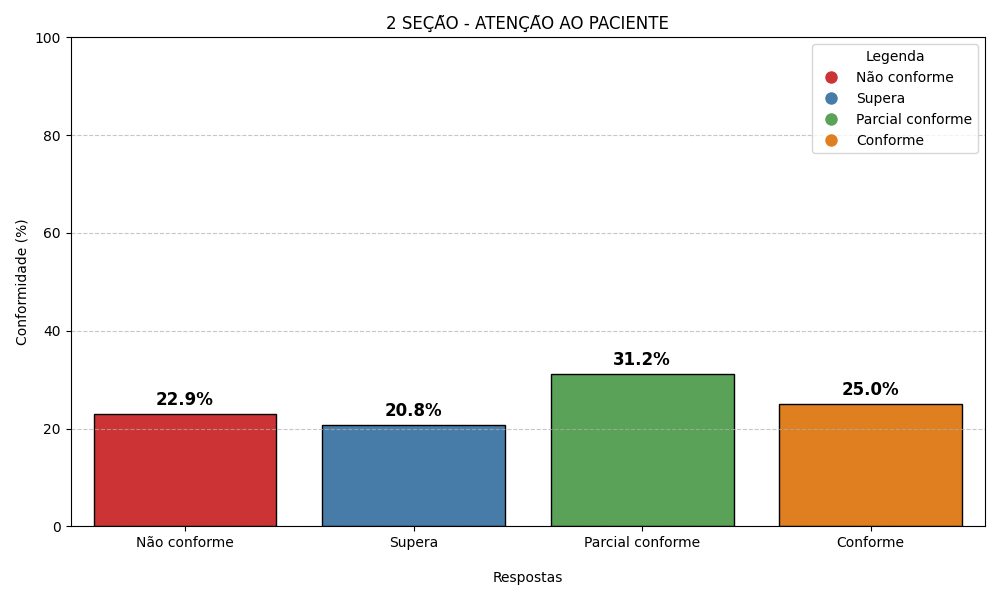 2 SEÇÃO - ATENÇÃO AO PACIENTE
Conformidade (%)
100
80
60
40
20
0
Legenda
Não conforme
Supera
Parcial conforme
Conforme
22.9%
20.8%
31.2%
25.0%
Não conforme
Supera
Parcial conforme
Conforme
Respostas